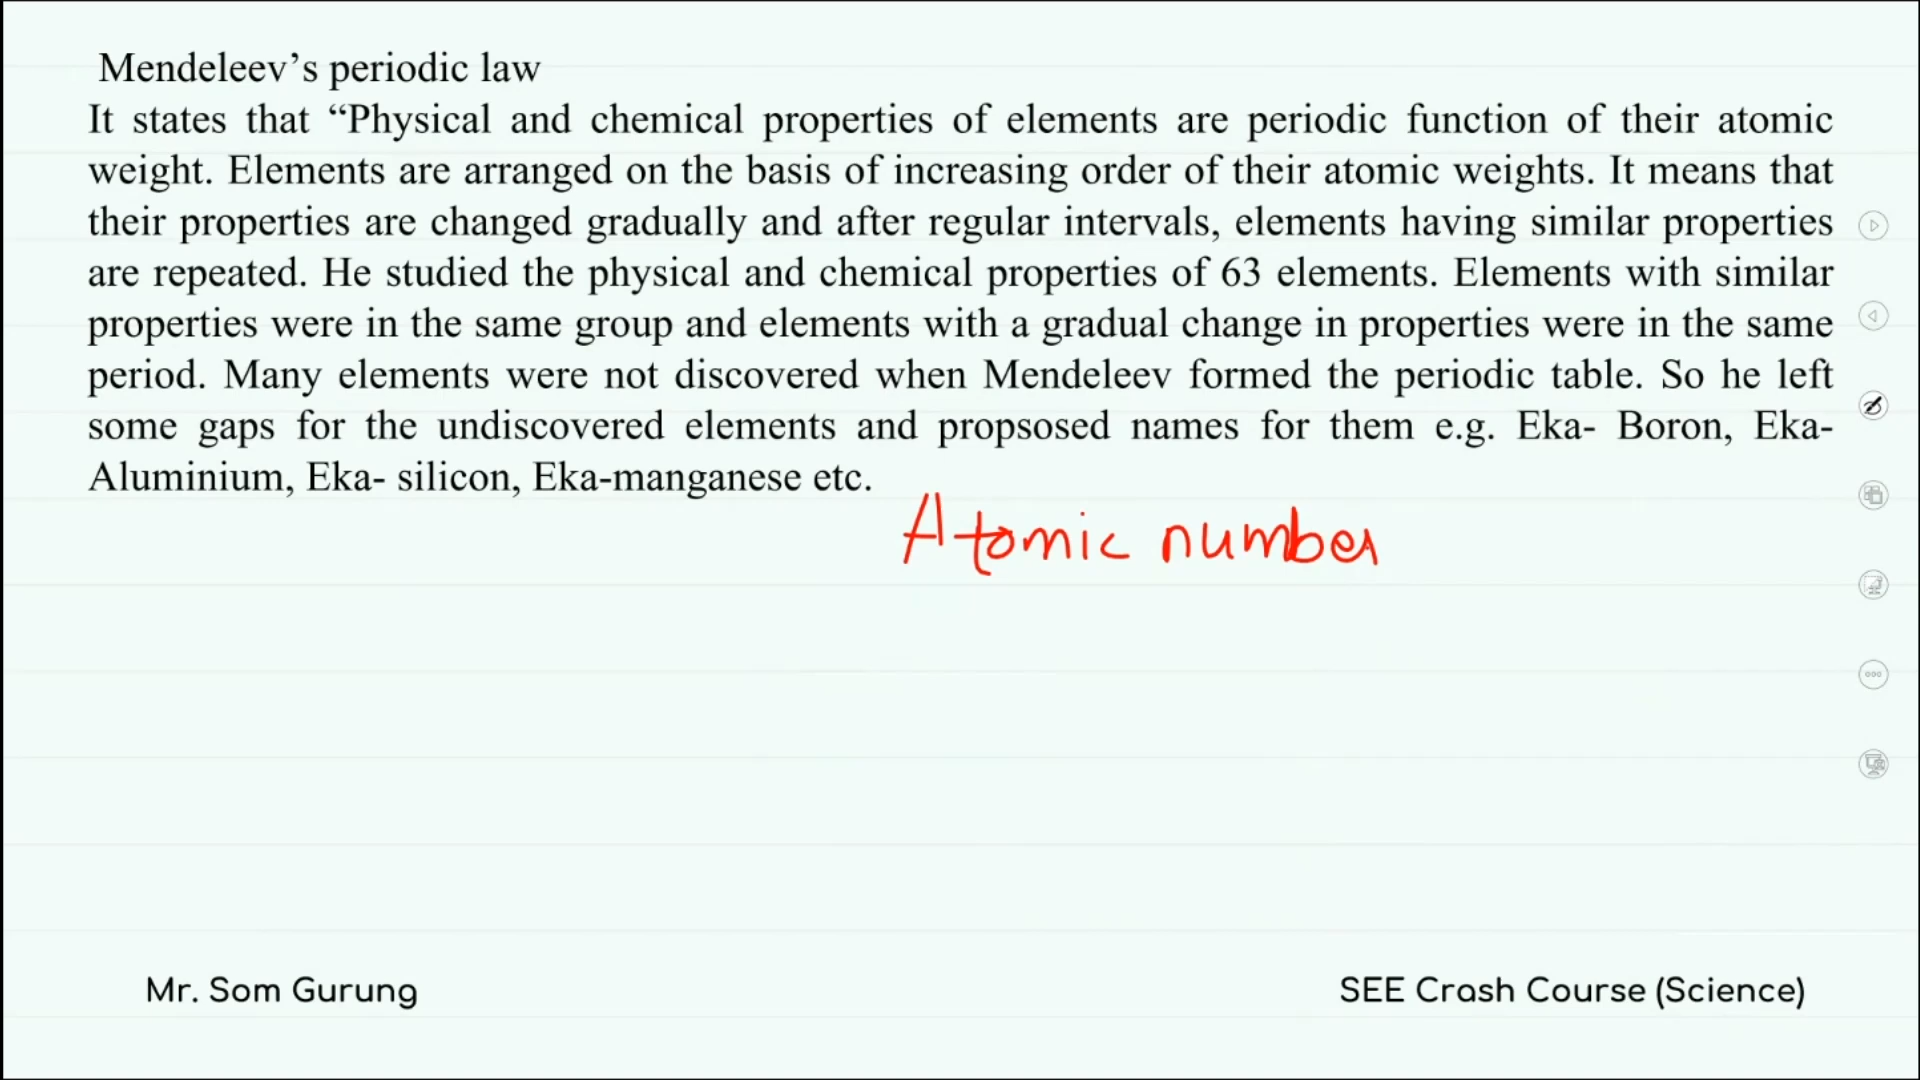 Mendeleev’s periodic law
It states that “Physical and chemical properties of elements are periodic function of their atomic
weight. Elements are arranged on the basis of increasing order of their atomic weights. It means that
their properties are changed gradually and after regular intervals, elements having similar properties
are repeated. He studied the physical and chemical properties of 63 elements. Elements with similar
properties were in the same group and elements with a gradual change in properties were in the same
period. Many elements were not discovered when Mendeleev formed the periodic table. So he left
some gaps for the undiscovered elements and propsosed names for them e.g. Eka- Boron, Eka-
Aluminium, Eka- silicon, Eka-manganese etc.
Atomic number
Mr. Som Gurung
SEE Crash Course (Science)